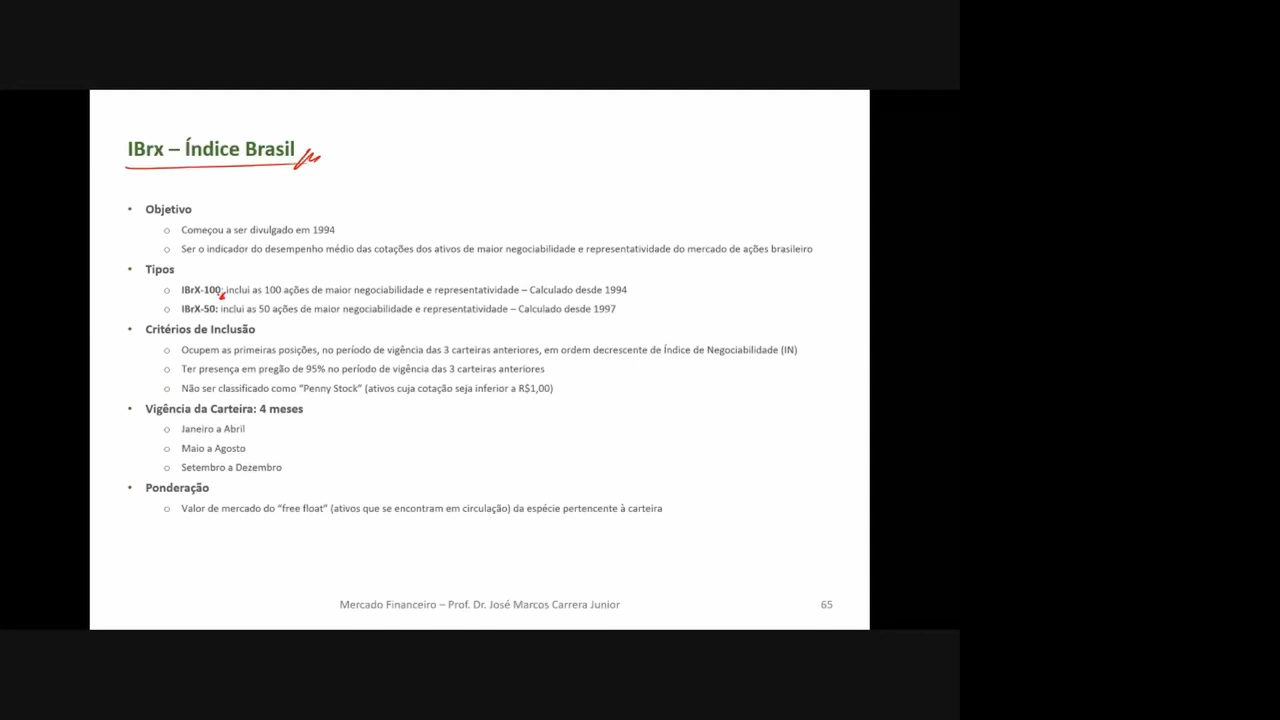 IBrx – Índice Brasil
• Objetivo
o Começou a ser divulgado em 1994
o Ser o indicador do desempenho médio das cotações dos ativos de maior negociabilidade e representatividade do mercado de ações brasileiro
• Tipos
o IBrX-100: inclui as 100 ações de maior negociabilidade e representatividade – Calculado desde 1994
o IBrX-50: inclui as 50 ações de maior negociabilidade e representatividade – Calculado desde 1997
• Critérios de Inclusão
o Ocupem as primeiras posições, no período de vigência das 3 carteiras anteriores, em ordem decrescente de Índice de Negociabilidade (IN)
o Ter presença em pregão de 95% no período de vigência das 3 carteiras anteriores
o Não ser classificado como “Penny Stock” (ativos cuja cotação seja inferior a R$1,00)
• Vigência da Carteira: 4 meses
o Janeiro a Abril
o Maio a Agosto
o Setembro a Dezembro
• Ponderação
o Valor de mercado do “free float” (ativos que se encontram em circulação) da espécie pertencente à carteira
Mercado Financeiro – Prof. Dr. José Marcos Carrera Junior
65